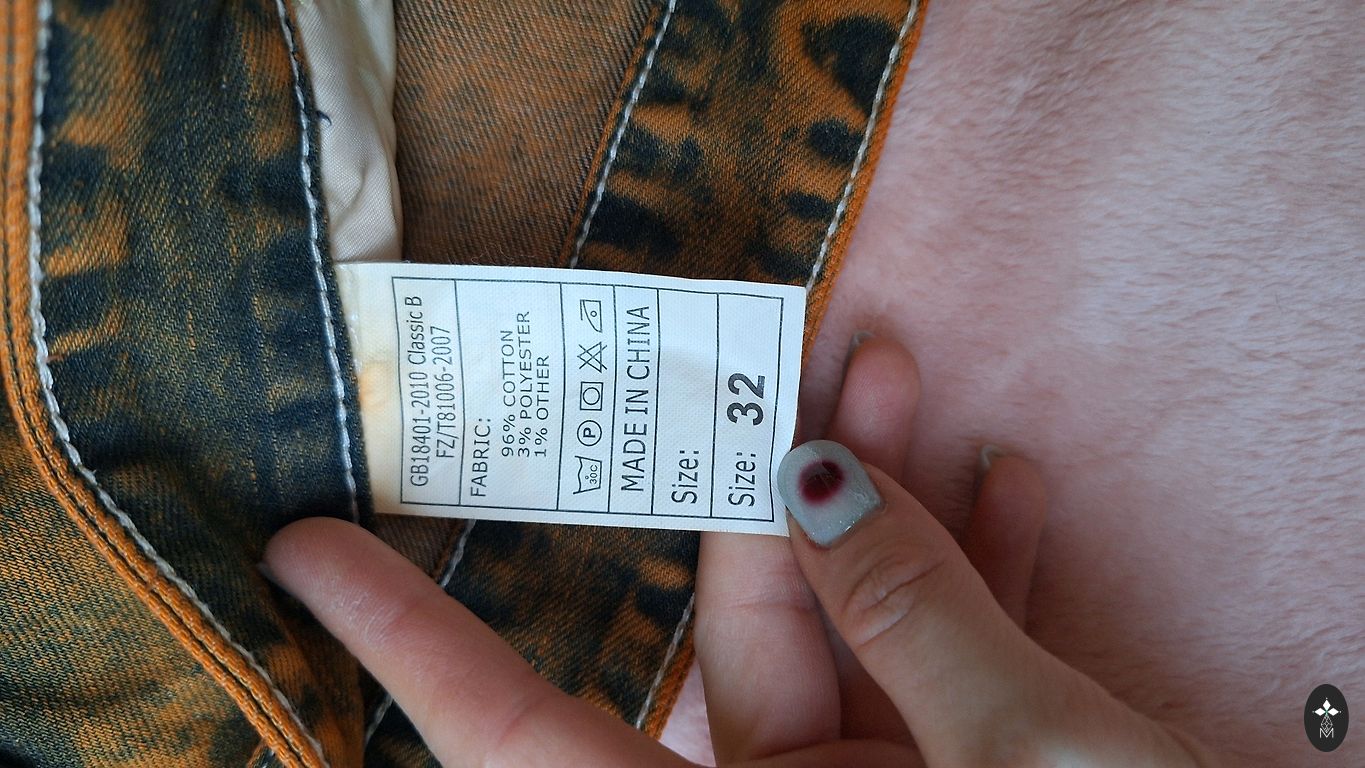 GB18401-2010 Classic B
FZ/T81006-2007
FABRIC:
96% COTTON
3% POLYESTER
1% OTHER
30C P
MADE IN CHINA
Size:
Size: 32
M